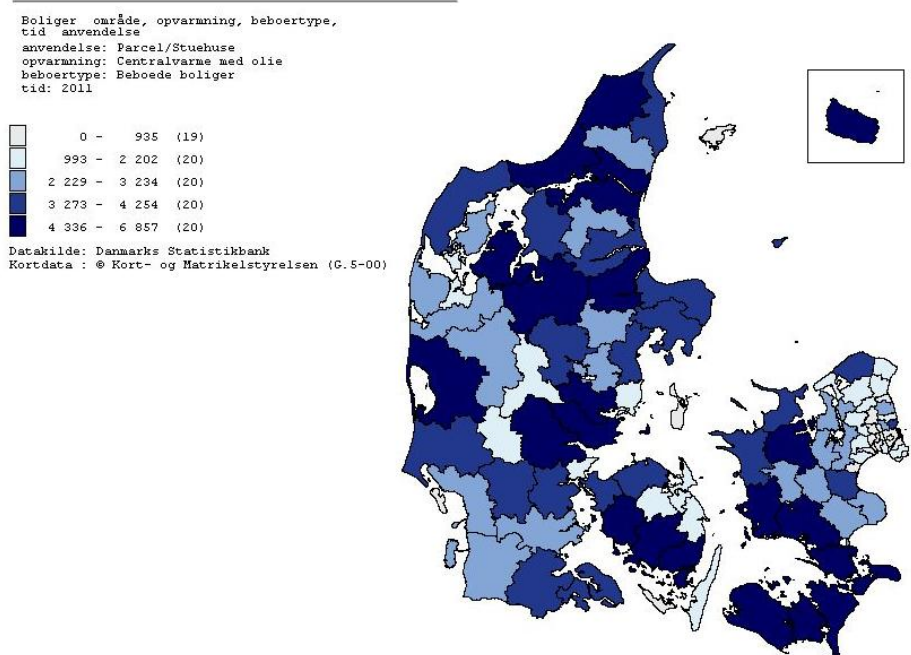 Boliger område, opvarmning, beboertype,
tid anvendelse
anvendelse: Parcel/Stuehuse
opvarmning: Centralvarme med olie
beboertype: Beboede boliger
tid: 2011
0 - 935 (19)
993 - 2 202 (20)
2 229 - 3 234 (20)
3 273 - 4 254 (20)
4 336 - 6 857 (20)
Datakilde: Danmarks Statistikbank
Kortdata : © Kort- og Matrikelstyrelsen (G.5-00)